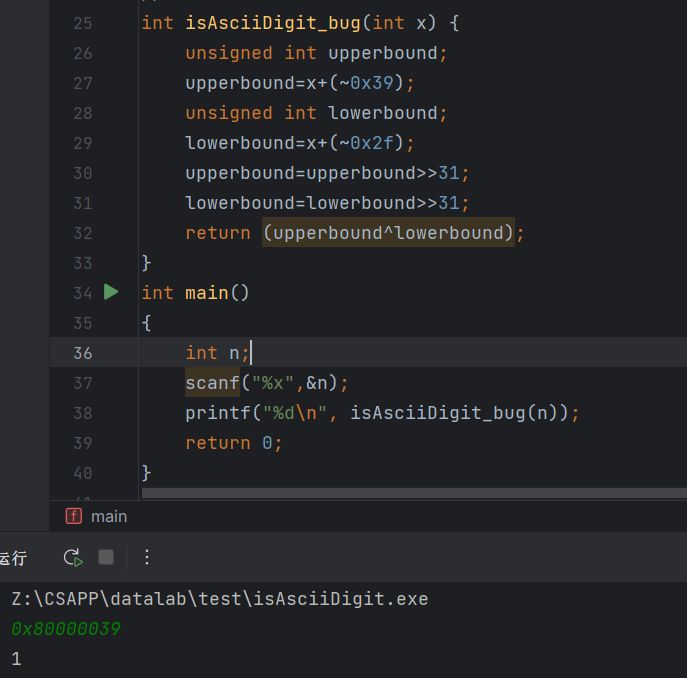 25 int isAsciiDigit_bug(int x) {
26 unsigned int upperbound;
27 upperbound=x+(~0x39);
28 unsigned int lowerbound;
29 lowerbound=x+(~0x2f);
30 upperbound=upperbound>>31;
31 lowerbound=lowerbound>>31;
32 return (upperbound^lowerbound);
33 }
34 int main()
35 {
36 int n;
37 scanf("%x",&n);
38 printf("%d\n", isAsciiDigit_bug(n));
39 return 0;
40 }
f main
运行
Z:\CSAPP\datalab\test\isAsciiDigit.exe
0x80000039
1